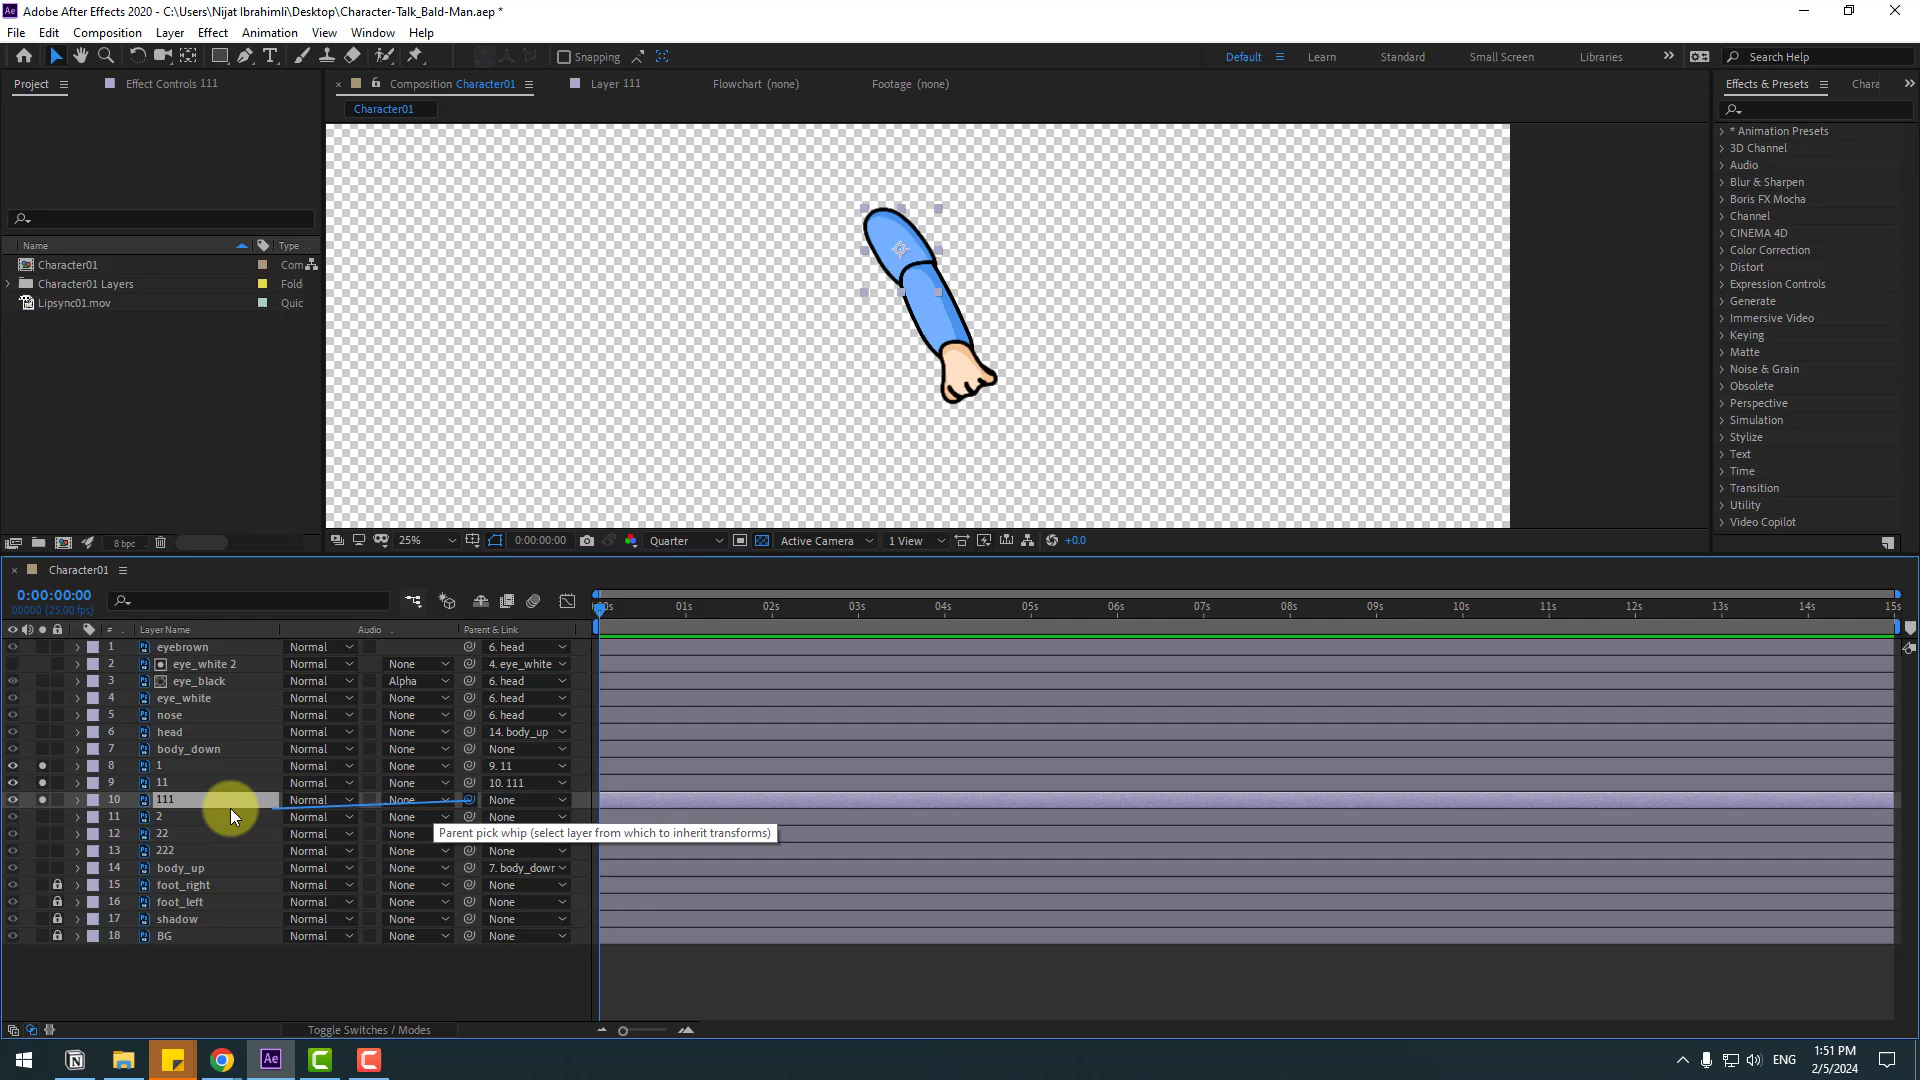 Adobe After Effects 2020 - C:\Users\Nijat Ibrahimli\Desktop\Character-Talk_Bald-Man.aep *
File Edit Composition Layer Effect Animation View Window Help
Snapping Default Learn Standard Small Screen Libraries Search Help
Project Effect Controls 111 Composition Character01 Layer 111 Flowchart (none) Footage (none) Effects & Presets Chara
Character01
* Animation Presets
3D Channel
Audio
Blur & Sharpen
Boris FX Mocha
Channel
CINEMA 4D
Color Correction
Distort
Expression Controls
Generate
Immersive Video
Keying
Matte
Noise & Grain
Obsolete
Perspective
Simulation
Stylize
Text
Time
Transition
Utility
Video Copilot
Name Type
Character01 Com
Character01 Layers Fold
Lipsync01.mov Quic
8 bpc 25% 0:00:00:00 Quarter Active Camera 1 View +0.0
Character01
0:00:00:00
00000 (25.00 fps)
00s 01s 02s 03s 04s 05s 06s 07s 08s 09s 10s 11s 12s 13s 14s 15s
# Layer Name Audio Parent & Link
1 eyebrown Normal 6. head
2 eye_white 2 Normal None 4. eye_white
3 eye_black Normal Alpha 6. head
4 eye_white Normal None 6. head
5 nose Normal None 6. head
6 head Normal None 14. body_up
7 body_down Normal None None
8 1 Normal None 9. 11
9 11 Normal None 10. 111
10 111 Normal None None
11 2 Normal None None
12 22 Normal None
Parent pick whip (select layer from which to inherit transforms)
13 222 Normal None None
14 body_up Normal None 7. body_dowr
15 foot_right Normal None None
16 foot_left Normal None None
17 shadow Normal None None
18 BG Normal None None
Toggle Switches / Modes
ENG 1:51 PM
2/5/2024